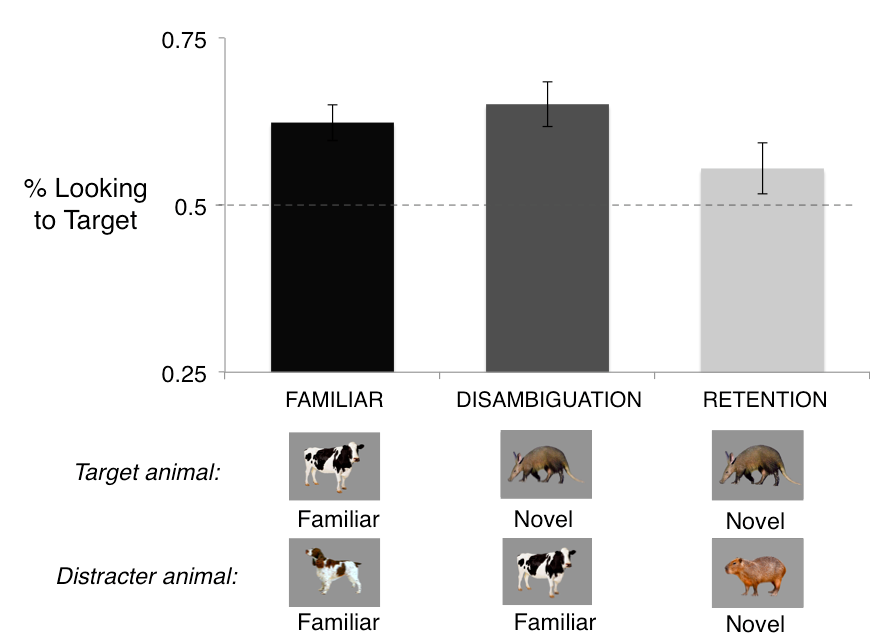 0.75
% Looking
to Target
0.5
0.25
FAMILIAR DISAMBIGUATION RETENTION
Target animal:
Familiar Novel Novel
Distracter animal:
Familiar Familiar Novel